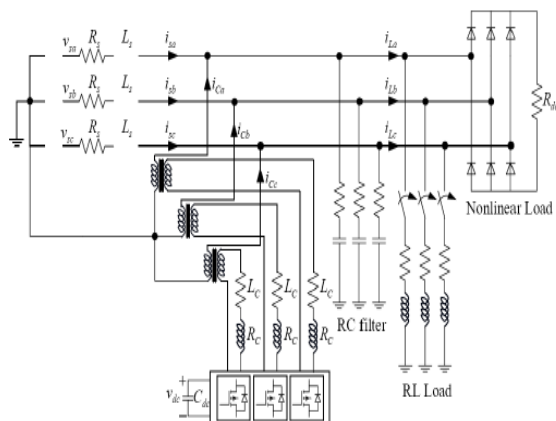 v_sa R_s L_s i_sa i_La
v_sb R_s L_s i_sb i_Lb
v_sc R_s L_s i_sc i_Lc
i_Ca
i_Cb
i_Cc
R_dc
Nonlinear Load
L_C L_C L_C
R_C R_C R_C
RC filter
RL Load
+
v_dc C_dc
−